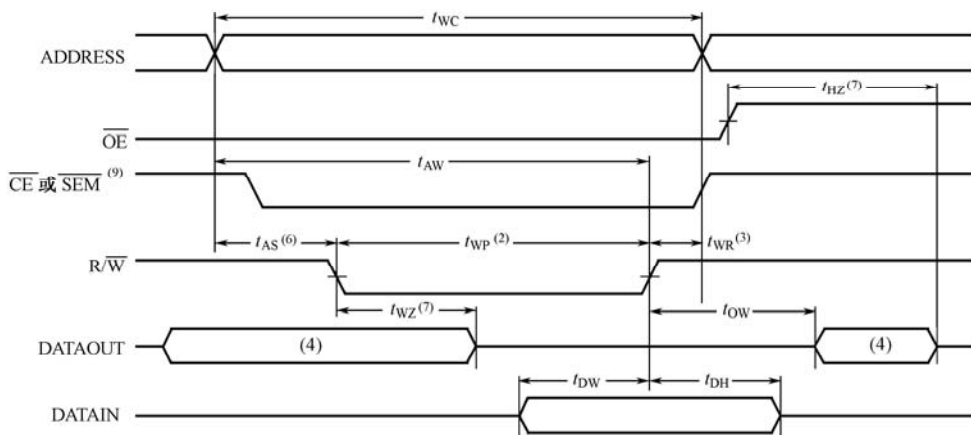 tWC
ADDRESS
tHZ(7)
OE
tAW
CE 或 SEM (9)
tAS(6)
tWP(2)
tWR(3)
R/W
tWZ(7)
tOW
DATAOUT
(4)
(4)
tDW
tDH
DATAIN